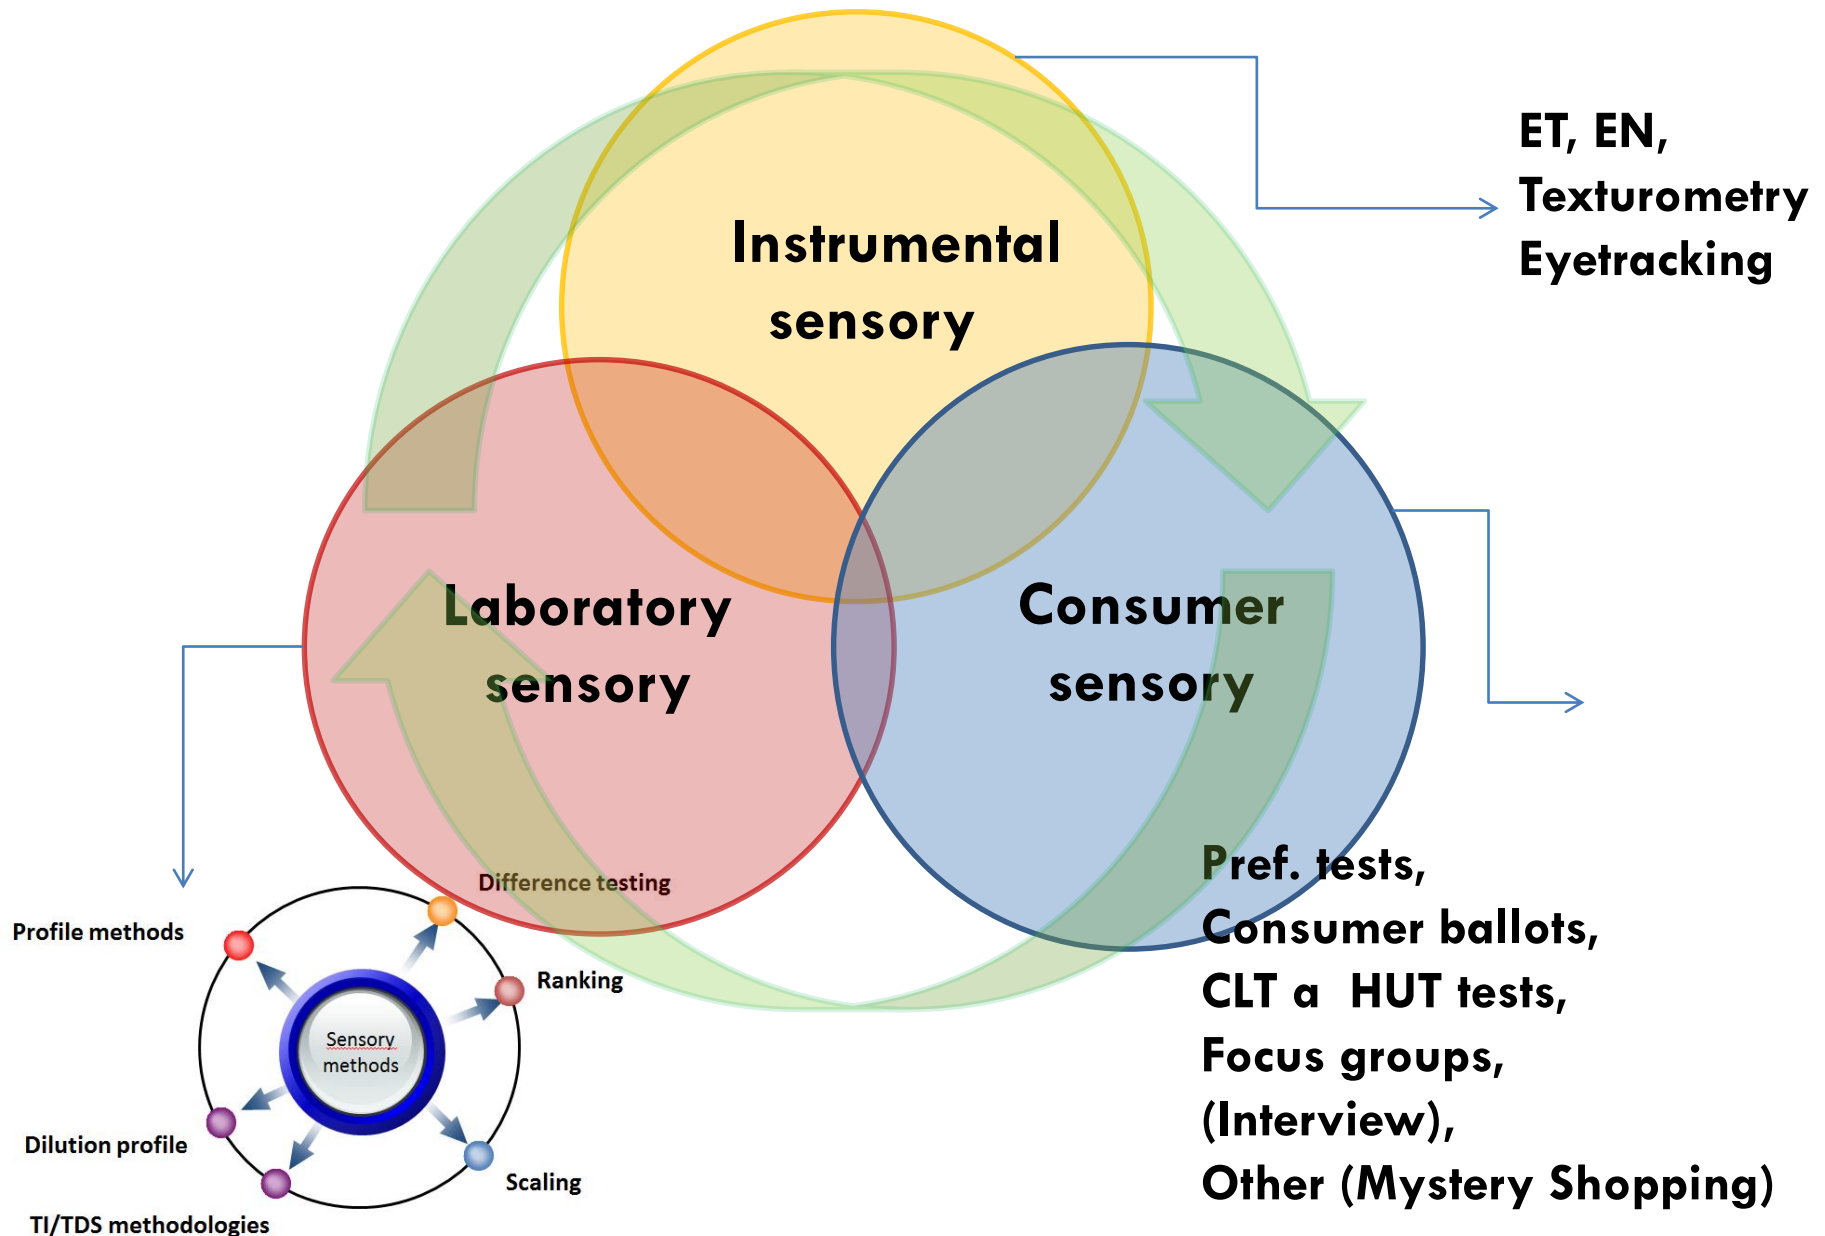 Instrumental
sensory
ET, EN,
Texturometry
Eyetracking
Laboratory
sensory
Consumer
sensory
Difference testing
Profile methods
Ranking
Sensory
methods
Dilution profile
Scaling
TI/TDS methodologies
Pref. tests,
Consumer ballots,
CLT a  HUT tests,
Focus groups,
(Interview),
Other (Mystery Shopping)